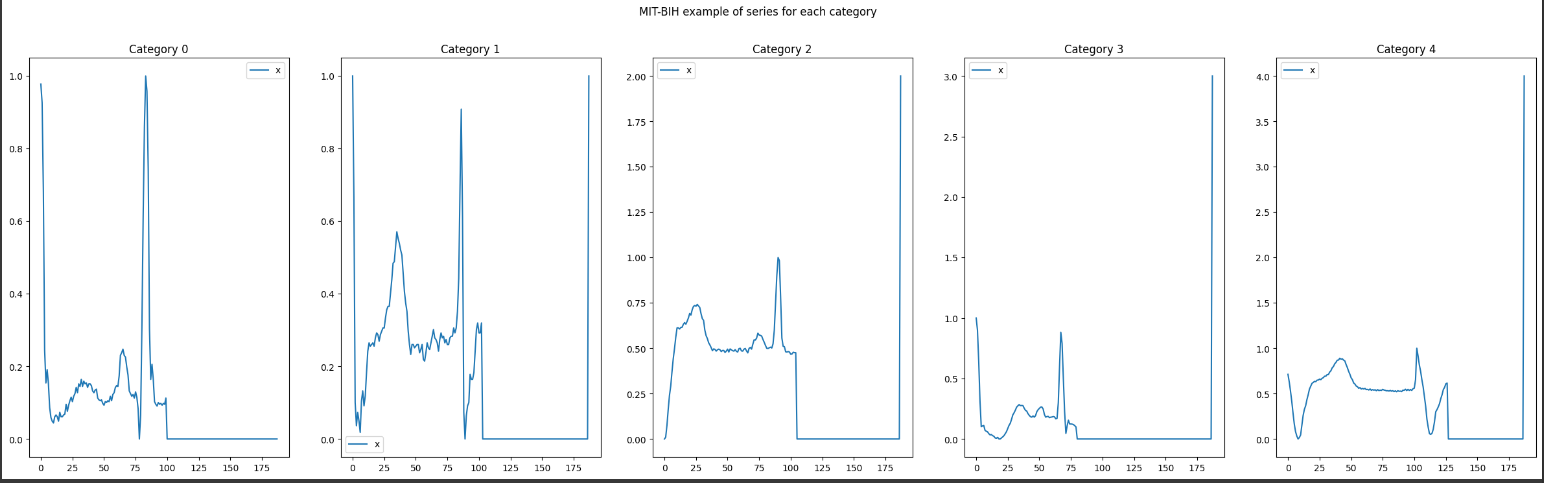 MIT-BIH example of series for each category
Category 0
x
1.0
0.8
0.6
0.4
0.2
0.0
0 25 50 75 100 125 150 175
Category 1
x
1.0
0.8
0.6
0.4
0.2
0.0
0 25 50 75 100 125 150 175
Category 2
x
2.00
1.75
1.50
1.25
1.00
0.75
0.50
0.25
0.00
0 25 50 75 100 125 150 175
Category 3
x
3.0
2.5
2.0
1.5
1.0
0.5
0.0
0 25 50 75 100 125 150 175
Category 4
x
4.0
3.5
3.0
2.5
2.0
1.5
1.0
0.5
0.0
0 25 50 75 100 125 150 175